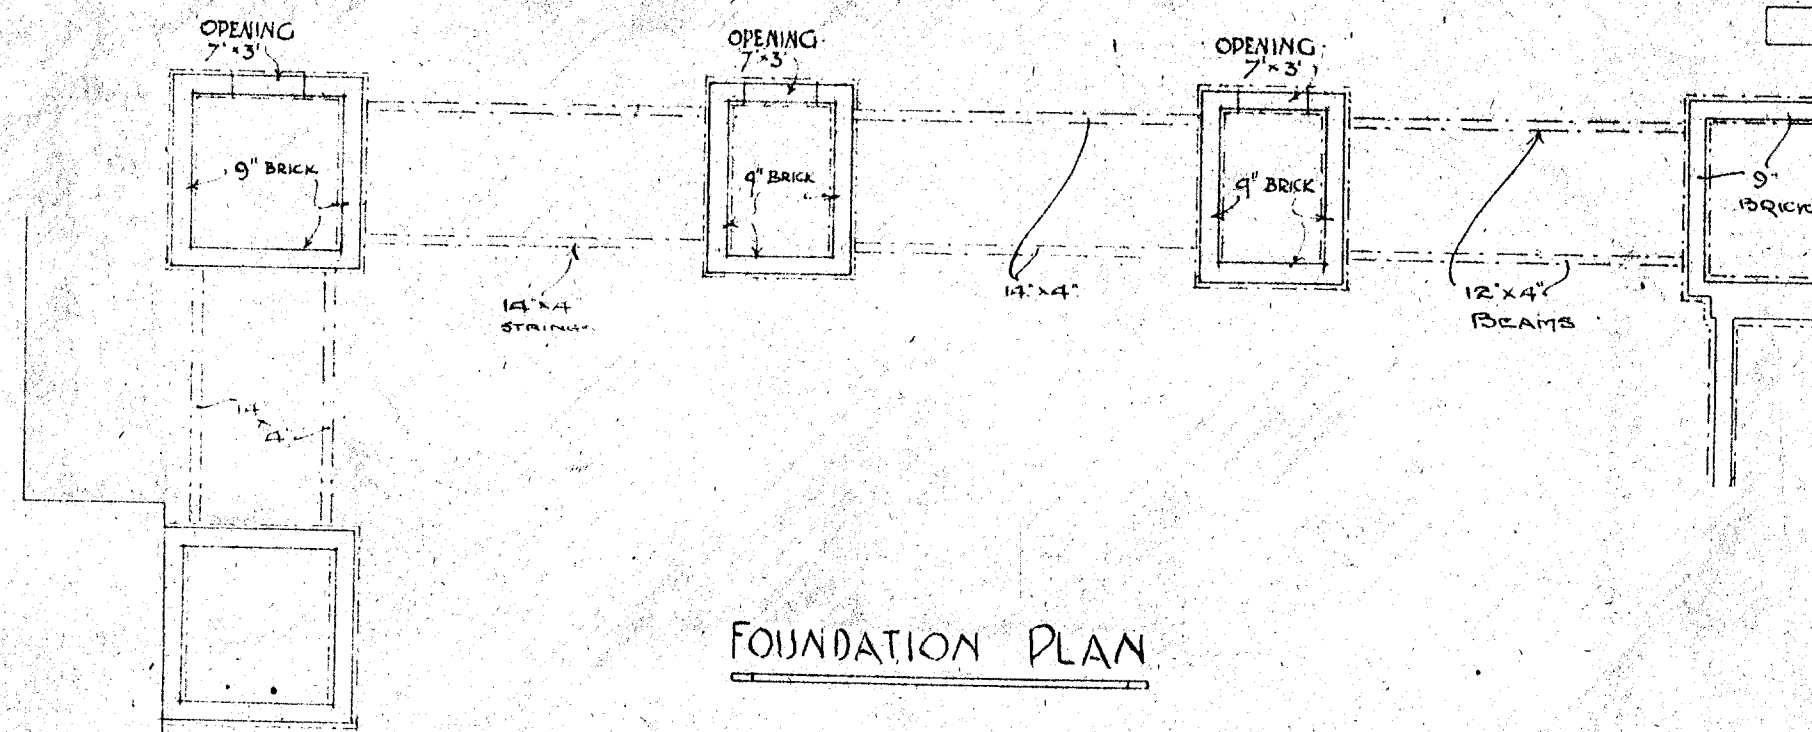 OPENING
7'×3'
OPENING
7'×3'
OPENING
7'×3'
9" BRICK
9" BRICK
9" BRICK
9"
BRICK
14"×4"
14"×4"
12"×4"
BEAMS
14"
×
4"
FOUNDATION PLAN